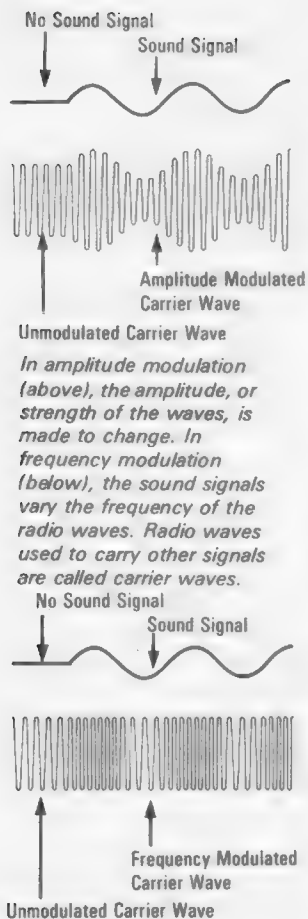 No Sound Signal
Sound Signal
Amplitude Modulated
Carrier Wave
Unmodulated Carrier Wave
In amplitude modulation
(above), the amplitude, or
strength of the waves, is
made to change. In
frequency modulation
(below), the sound signals
vary the frequency of the
radio waves. Radio waves
used to carry other signals
are called carrier waves.
No Sound Signal
Sound Signal
Frequency Modulated
Carrier Wave
Unmodulated Carrier Wave